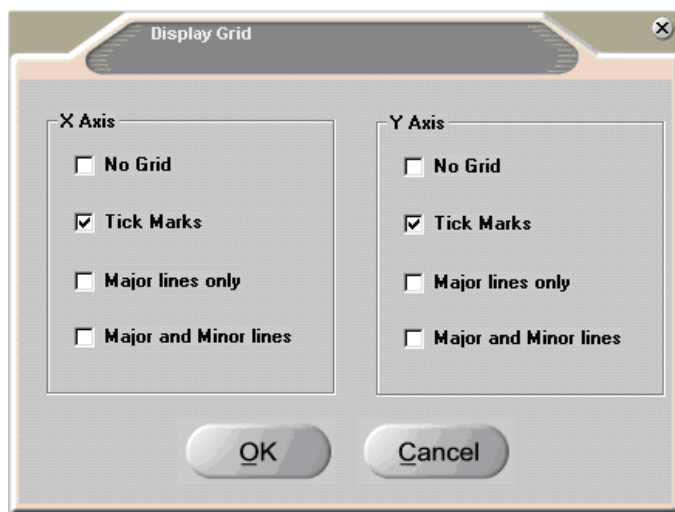 Display Grid
X Axis
No Grid
Tick Marks
Major lines only
Major and Minor lines
Y Axis
No Grid
Tick Marks
Major lines only
Major and Minor lines
OK
Cancel